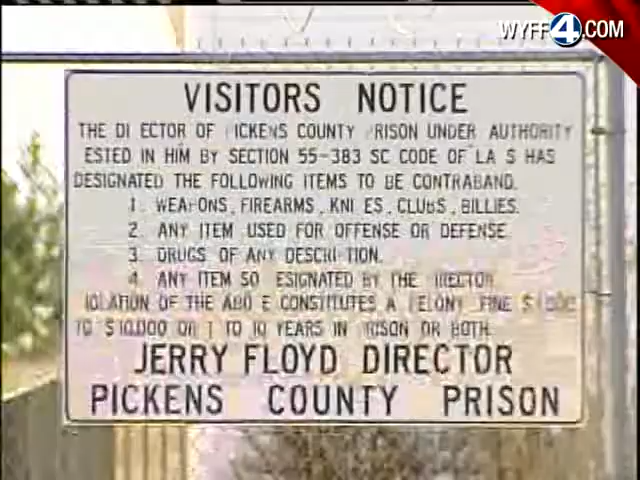 WYFF4.COM
VISITORS NOTICE
THE DI ECTOR OF ICKENS COUNTY RISON UNDER AUTHORITY
ESTED IN HIM BY SECTION 55-383 SC CODE OF LA S HAS
DESIGNATED THE FOLLOWING ITEMS TO BE CONTRABAND.
1. WEAPONS, FIREARMS, KNI ES, CLUBS, BILLIES.
2. ANY ITEM USED FOR OFFENSE OR DEFENSE
3. DRUGS OF ANY DESCRI TION.
4. ANY ITEM SO ESIGNATED BY THE DIRECTOR
IOLATION OF THE ABO E CONSTITUTES A FELONY FINE $1000
TO $10,000 OR 1 TO 10 YEARS IN RISON OR BOTH.
JERRY FLOYD DIRECTOR
PICKENS COUNTY PRISON